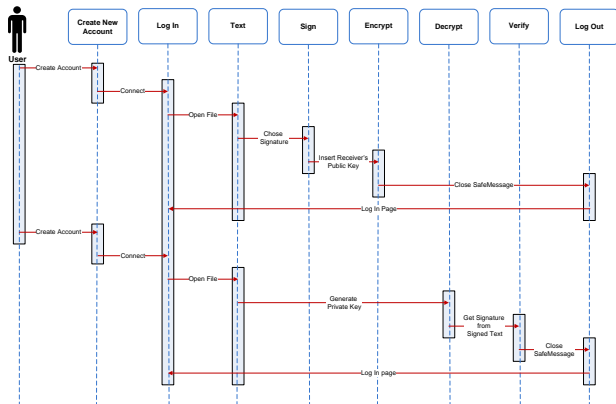 Create New
Account
Log In
Text
Sign
Encrypt
Decrypt
Verify
Log Out
User
Create Account
Connect
Open File
Chose
Signature
Insert Receiver's
Public Key
Close SafeMessage
Log In Page
Create Account
Connect
Open File
Generate
Private Key
Get Signature
from
Signed Text
Close
SafeMessage
Log In page